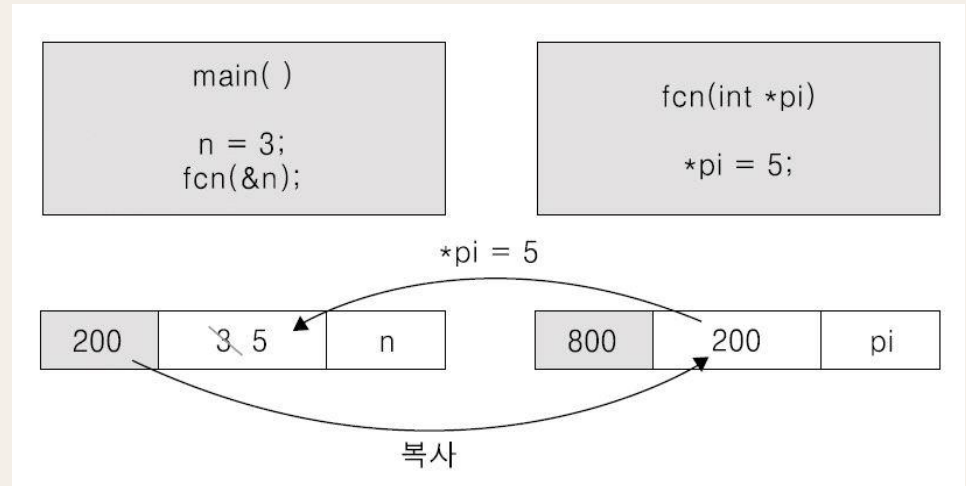 main( )
n = 3;
fcn(&n);
fcn(int *pi)
*pi = 5;
*pi = 5
200 3 5 n
800 200 pi
복사